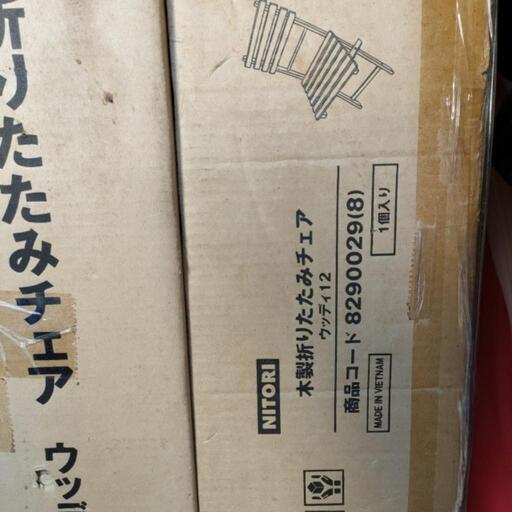 折りたたみチェア ウッデ
NITORI
木製折りたたみチェア
ウッディ12
商品コード 8290029(8)
MADE IN VIETNAM
1個入り